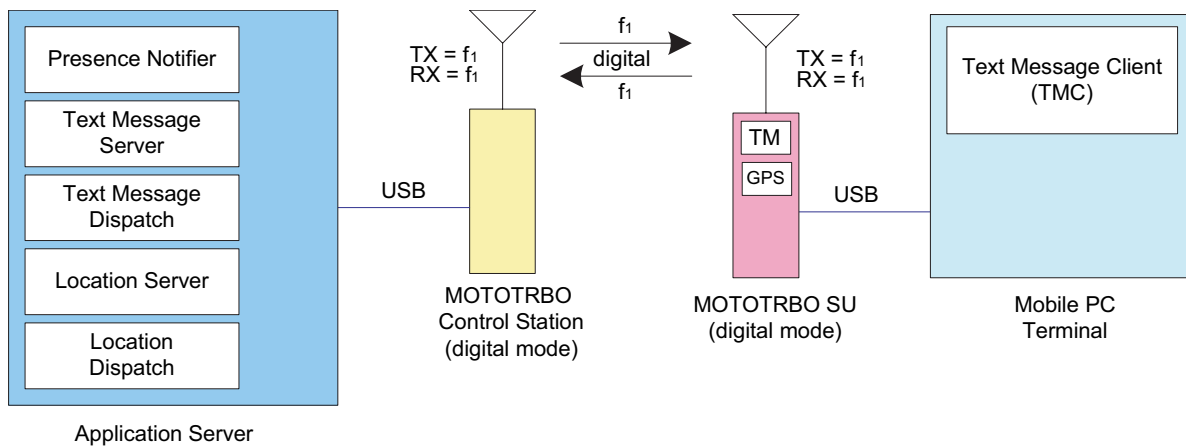 Presence Notifier
Text Message
Server
Text Message
Dispatch
Location Server
Location
Dispatch
Application Server
USB
TX = f1
RX = f1
MOTOTRBO
Control Station
(digital mode)
f1
digital
f1
TX = f1
RX = f1
TM
GPS
MOTOTRBO SU
(digital mode)
USB
Text Message Client
(TMC)
Mobile PC
Terminal